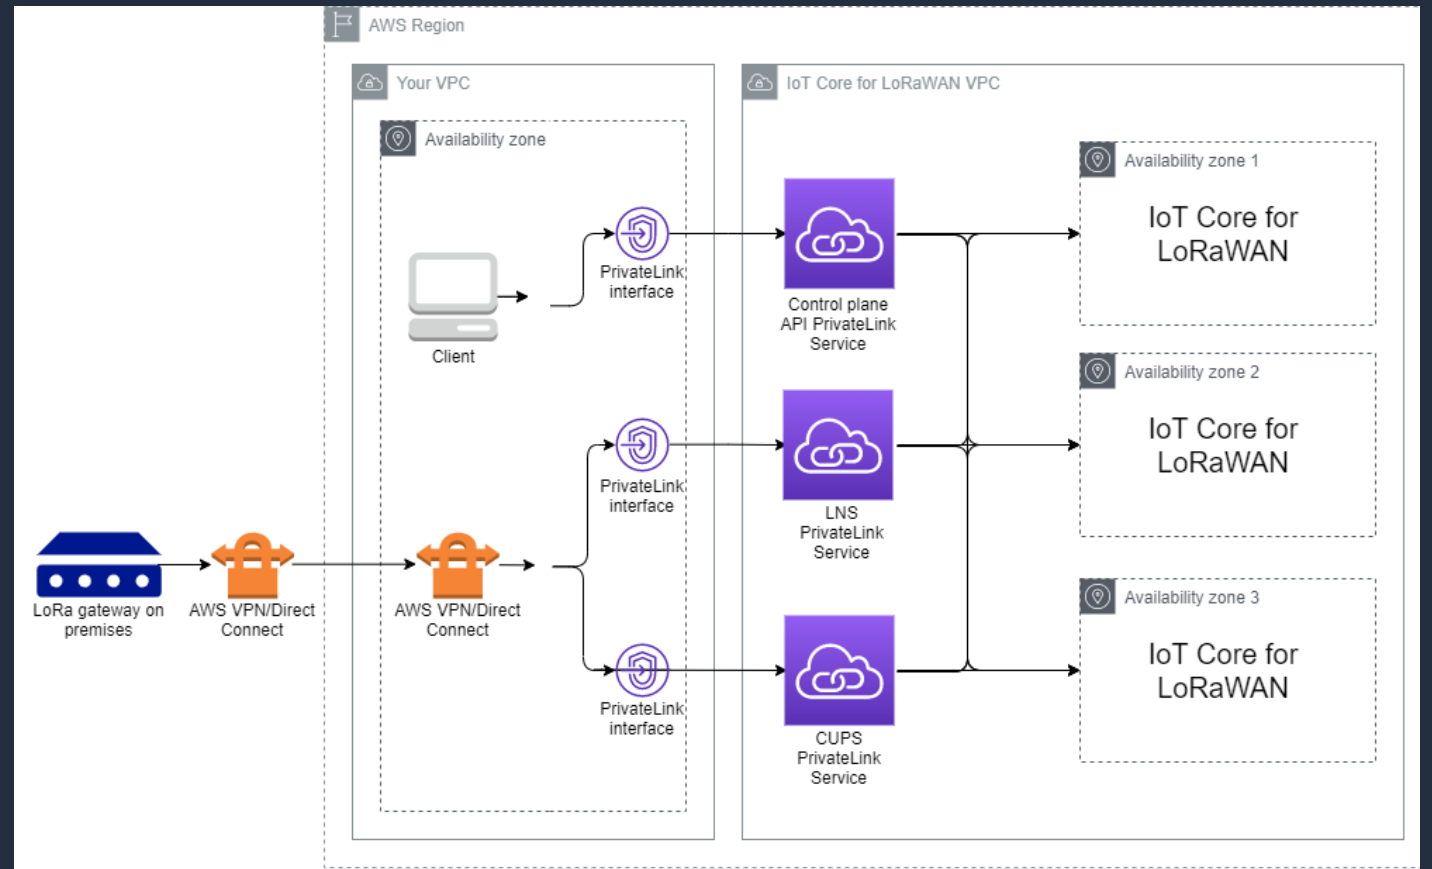 AWS Region
Your VPC
IoT Core for LoRaWAN VPC
Availability zone
Availability zone 1
IoT Core for
LoRaWAN
PrivateLink
interface
Control plane
API PrivateLink
Service
Client
Availability zone 2
IoT Core for
LoRaWAN
PrivateLink
interface
LNS
PrivateLink
Service
LoRa gateway on
premises
AWS VPN/Direct
Connect
AWS VPN/Direct
Connect
Availability zone 3
IoT Core for
LoRaWAN
PrivateLink
interface
CUPS
PrivateLink
Service